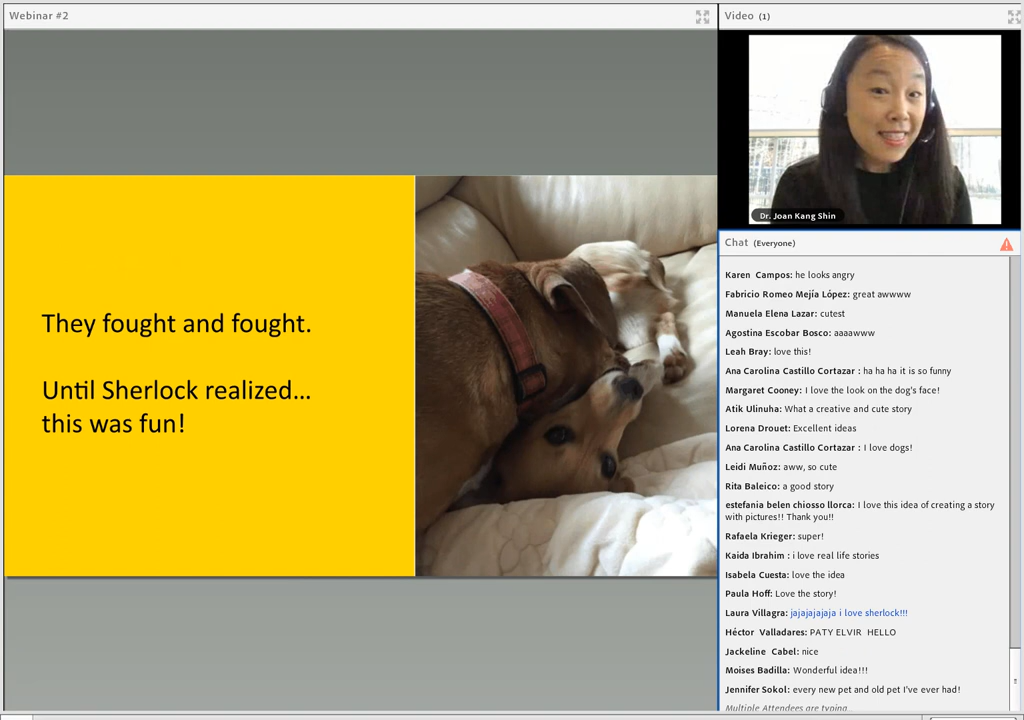 Webinar #2
They fought and fought.
Until Sherlock realized...
this was fun!
Video (1)
Dr. Joan Kang Shin
Chat (Everyone)
Karen Campos: he looks angry
Fabricio Romeo Mejía López: great awwww
Manuela Elena Lazar: cutest
Agostina Escobar Bosco: aaaawww
Leah Bray: love this!
Ana Carolina Castillo Cortazar : ha ha ha it is so funny
Margaret Cooney: I love the look on the dog's face!
Atik Ulinuha: What a creative and cute story
Lorena Drouet: Excellent ideas
Ana Carolina Castillo Cortazar : I love dogs!
Leidi Muñoz: aww, so cute
Rita Baleico: a good story
estefania belen chiosso llorca: I love this idea of creating a story
with pictures!! Thank you!!
Rafaela Krieger: super!
Kaida Ibrahim : i love real life stories
Isabela Cuesta: love the idea
Paula Hoff: Love the story!
Laura Villagra: jajajajajaja i love sherlock!!!
Héctor Valladares: PATY ELVIR HELLO
Jackeline Cabel: nice
Moises Badilla: Wonderful idea!!!
Jennifer Sokol: every new pet and old pet I've ever had!
Multiple Attendees are typing...